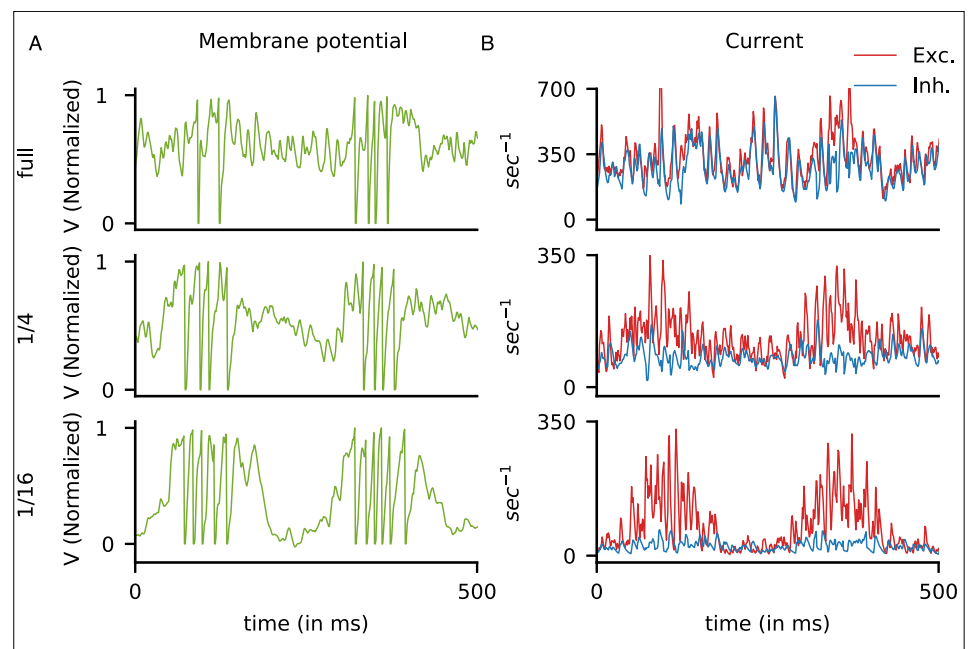 A
Membrane potential
B
Current
Exc.
Inh.
full
V (Normalized)
1
0
sec⁻¹
700
350
0
1/4
V (Normalized)
1
0
sec⁻¹
350
0
1/16
V (Normalized)
1
0
sec⁻¹
350
0
0
500
0
500
time (in ms)
time (in ms)